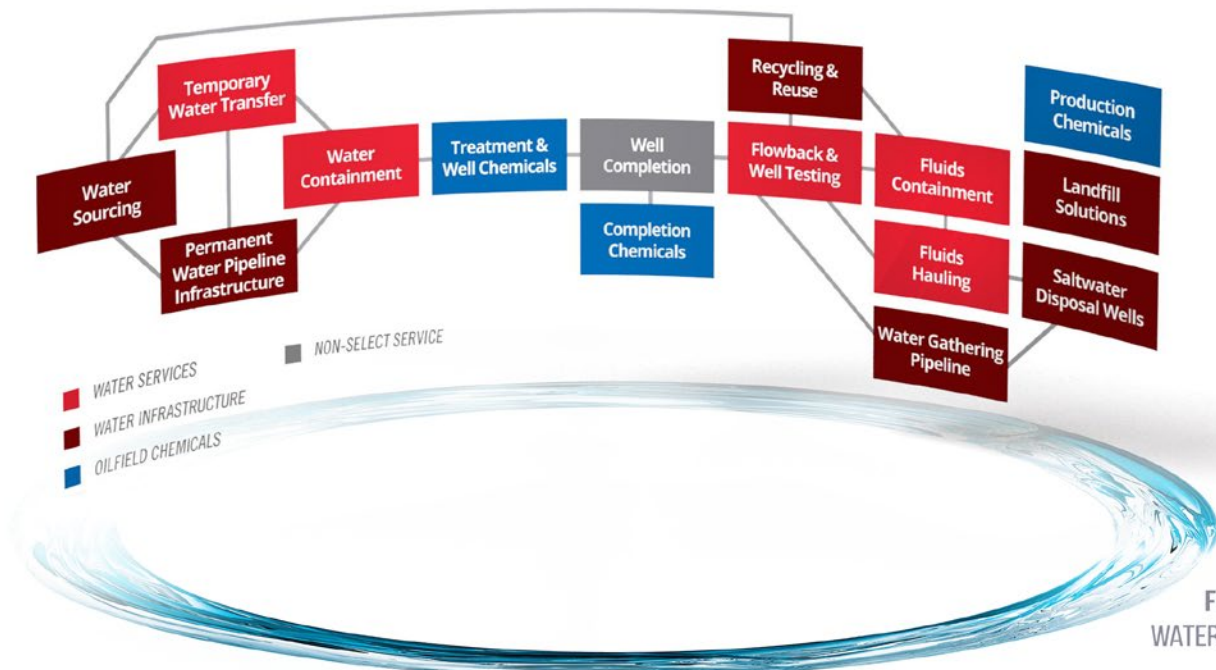 Temporary
Water Transfer
Water
Sourcing
Permanent
Water Pipeline
Infrastructure
Water
Containment
Treatment &
Well Chemicals
Well
Completion
Completion
Chemicals
Recycling &
Reuse
Flowback &
Well Testing
Fluids
Containment
Fluids
Hauling
Water Gathering
Pipeline
Production
Chemicals
Landfill
Solutions
Saltwater
Disposal Wells
NON-SELECT SERVICE
WATER SERVICES
WATER INFRASTRUCTURE
OILFIELD CHEMICALS
F
WATER